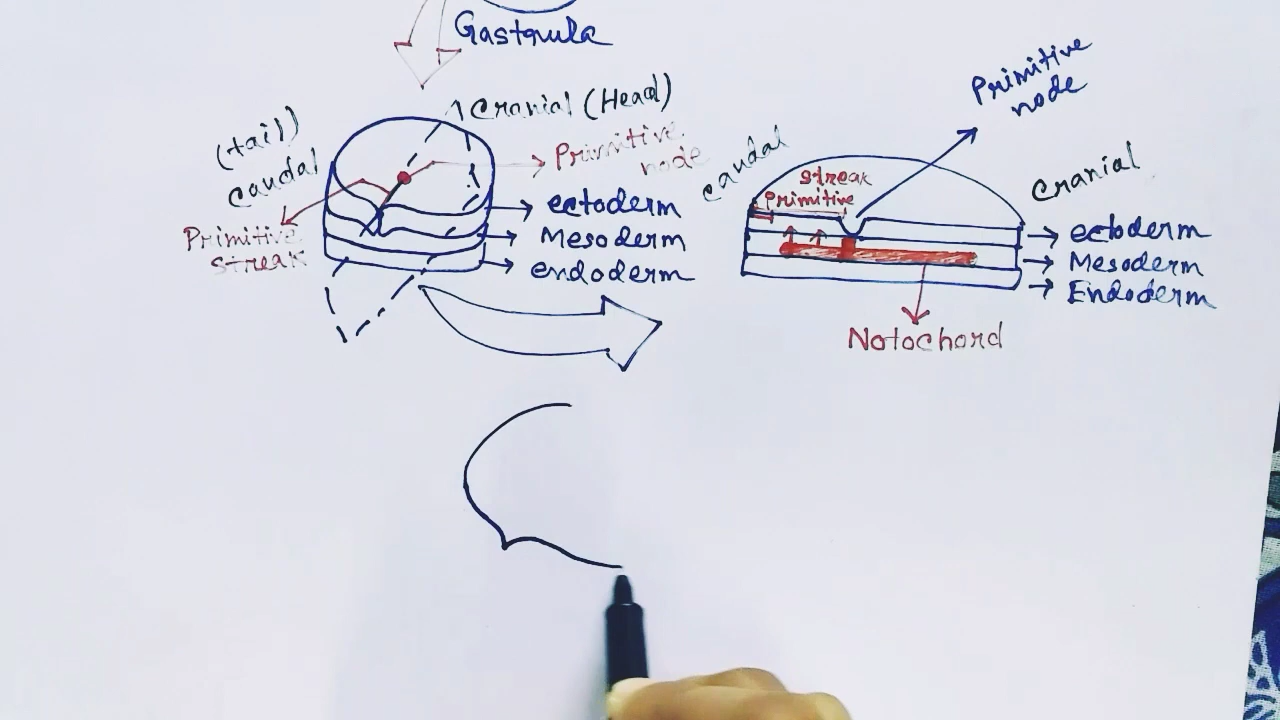 Gastrula
Cranial (Head)
(tail)
caudal
Primitive
node
Primitive
streak
ectoderm
Mesoderm
endoderm
Primitive
node
caudal
streak
Primitive
Cranial
ectoderm
Mesoderm
Endoderm
Notochord